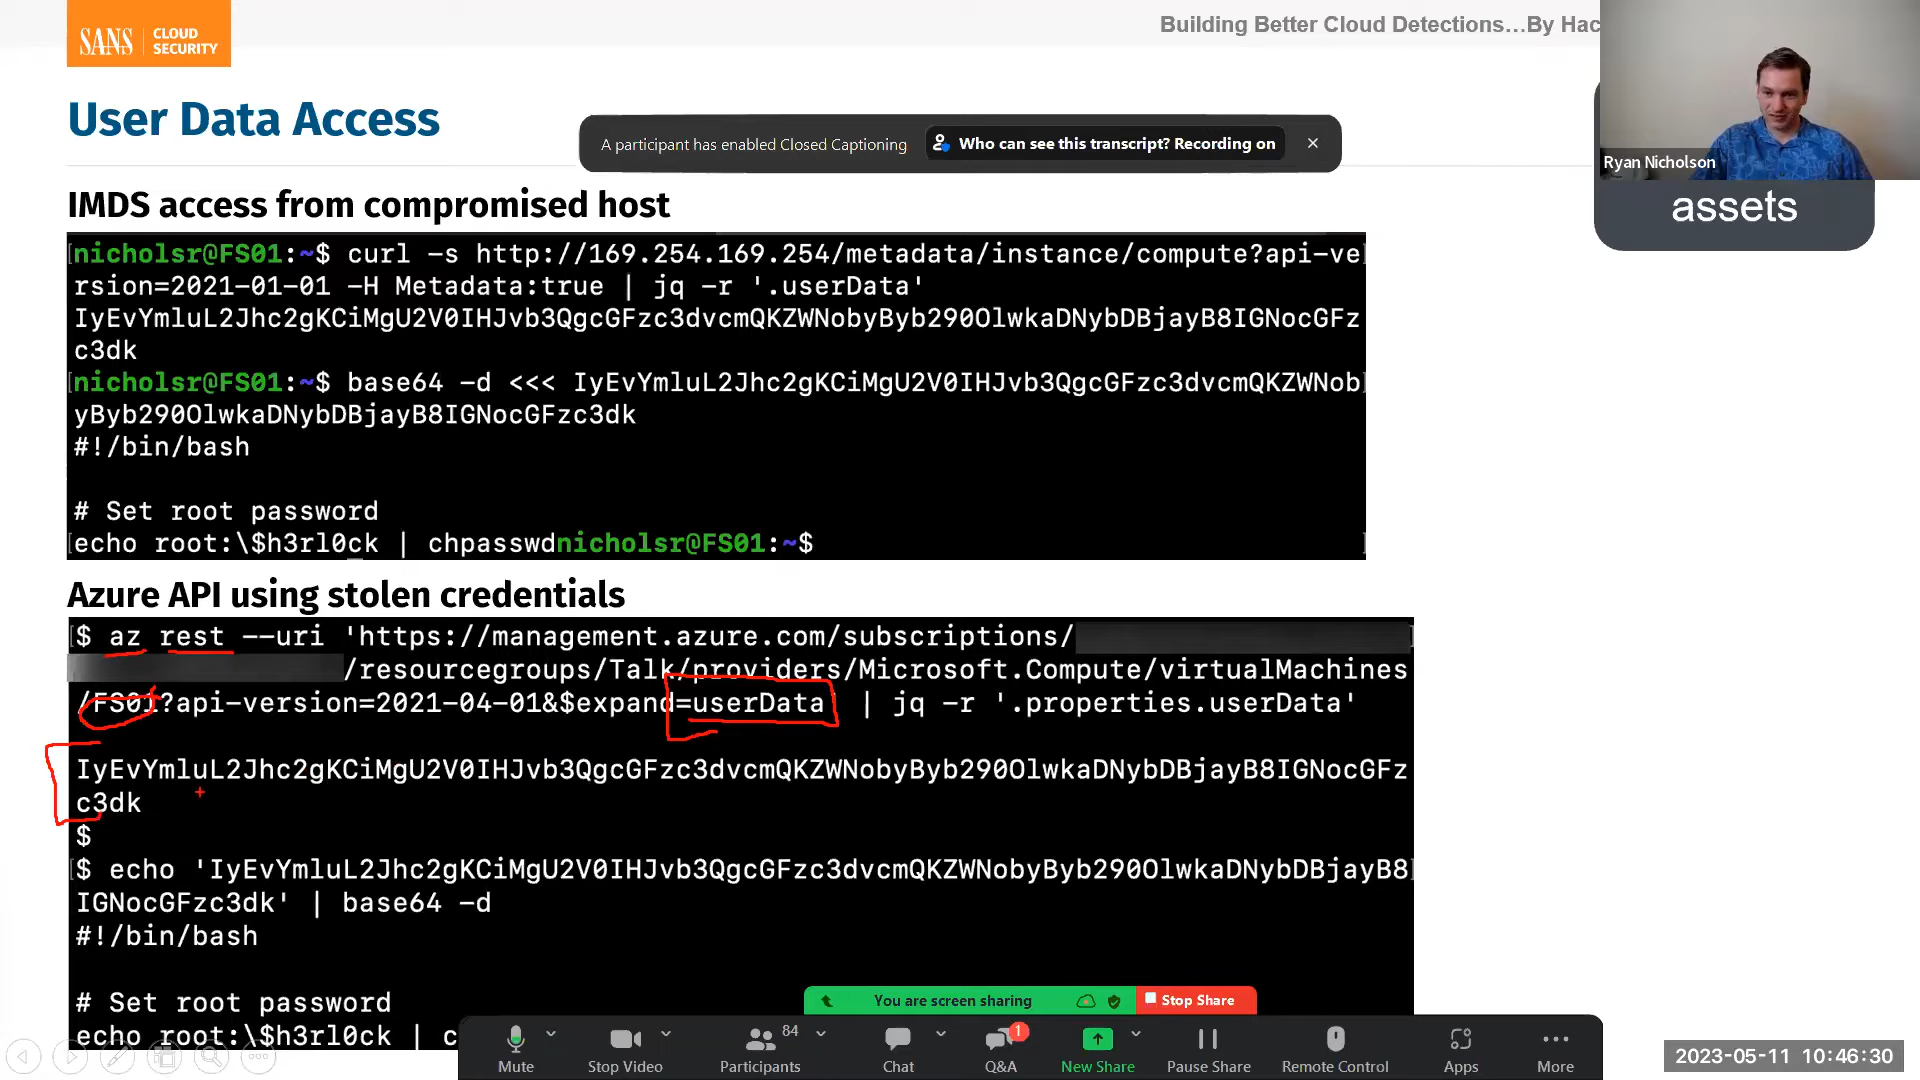 SANS | CLOUD SECURITY
Building Better Cloud Detections...By Hac
User Data Access
A participant has enabled Closed Captioning
Who can see this transcript? Recording on
Ryan Nicholson
assets
IMDS access from compromised host
nicholsr@FS01:~$ curl -s http://169.254.169.254/metadata/instance/compute?api-ve
rsion=2021-01-01 -H Metadata:true | jq -r '.userData'
IyEvYmluL2Jhc2gKCiMgU2V0IHJvb3QgcGFzc3dvcmQKZWNobyByb290OlwkaDNybDBjayB8IGNocGFz
c3dk
nicholsr@FS01:~$ base64 -d <<< IyEvYmluL2Jhc2gKCiMgU2V0IHJvb3QgcGFzc3dvcmQKZWNob
yByb290OlwkaDNybDBjayB8IGNocGFzc3dk
#!/bin/bash
# Set root password
echo root:\$h3rl0ck | chpasswdnicholsr@FS01:~$
Azure API using stolen credentials
$ az rest --uri 'https://management.azure.com/subscriptions/
/resourcegroups/Talk/providers/Microsoft.Compute/virtualMachines
/FS01?api-version=2021-04-01&$expand=userData' | jq -r '.properties.userData'
IyEvYmluL2Jhc2gKCiMgU2V0IHJvb3QgcGFzc3dvcmQKZWNobyByb290OlwkaDNybDBjayB8IGNocGFz
c3dk
$
$ echo 'IyEvYmluL2Jhc2gKCiMgU2V0IHJvb3QgcGFzc3dvcmQKZWNobyByb290OlwkaDNybDBjayB8
IGNocGFzc3dk' | base64 -d
#!/bin/bash
# Set root password
echo root:\$h3rl0ck | c
You are screen sharing
Stop Share
84
1
Mute
Stop Video
Participants
Chat
Q&A
New Share
Pause Share
Remote Control
Apps
More
2023-05-11 10:46:30